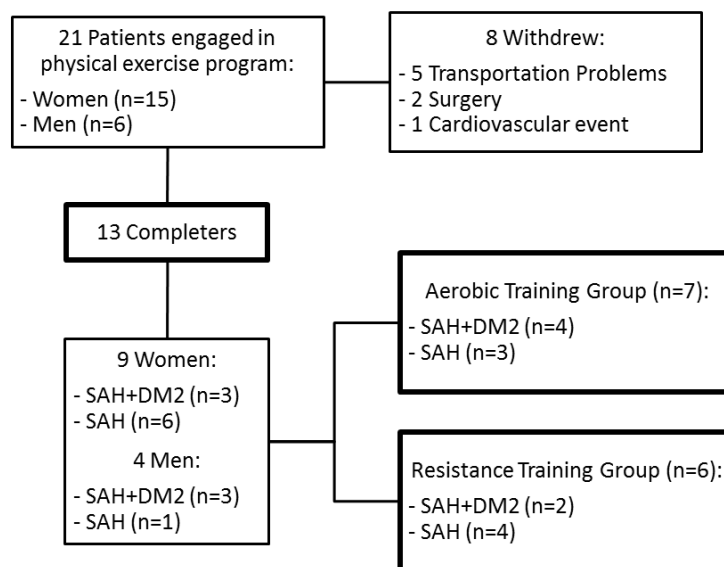 21 Patients engaged in
physical exercise program:
- Women (n=15)
- Men (n=6)
8 Withdrew:
- 5 Transportation Problems
- 2 Surgery
- 1 Cardiovascular event
13 Completers
9 Women:
- SAH+DM2 (n=3)
- SAH (n=6)
4 Men:
- SAH+DM2 (n=3)
- SAH (n=1)
Aerobic Training Group (n=7):
- SAH+DM2 (n=4)
- SAH (n=3)
Resistance Training Group (n=6):
- SAH+DM2 (n=2)
- SAH (n=4)